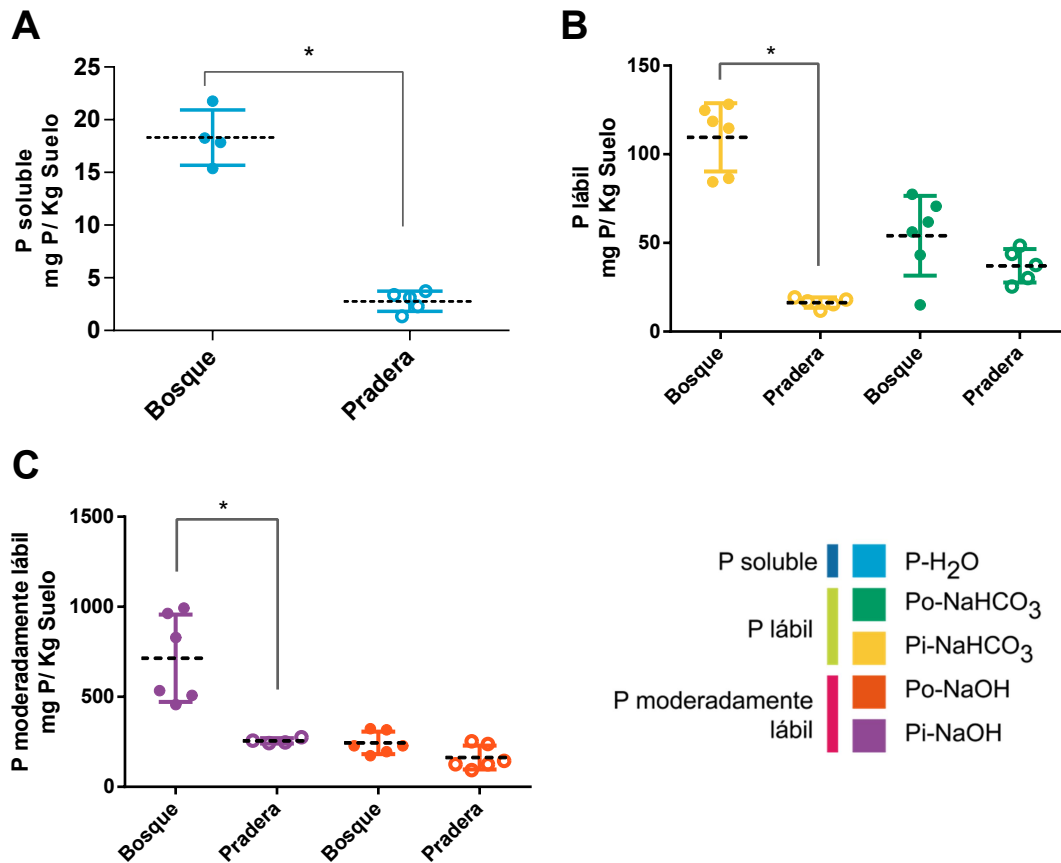 A
P soluble
mg P/ Kg Suelo
25
20
15
10
5
0
*
Bosque
Pradera
B
P lábil
mg P/ Kg Suelo
150
100
50
0
*
Bosque
Pradera
Bosque
Pradera
C
P moderadamente lábil
mg P/ Kg Suelo
1500
1000
500
0
*
Bosque
Pradera
Bosque
Pradera
P soluble
P lábil
P moderadamente
lábil
P-H2O
Po-NaHCO3
Pi-NaHCO3
Po-NaOH
Pi-NaOH